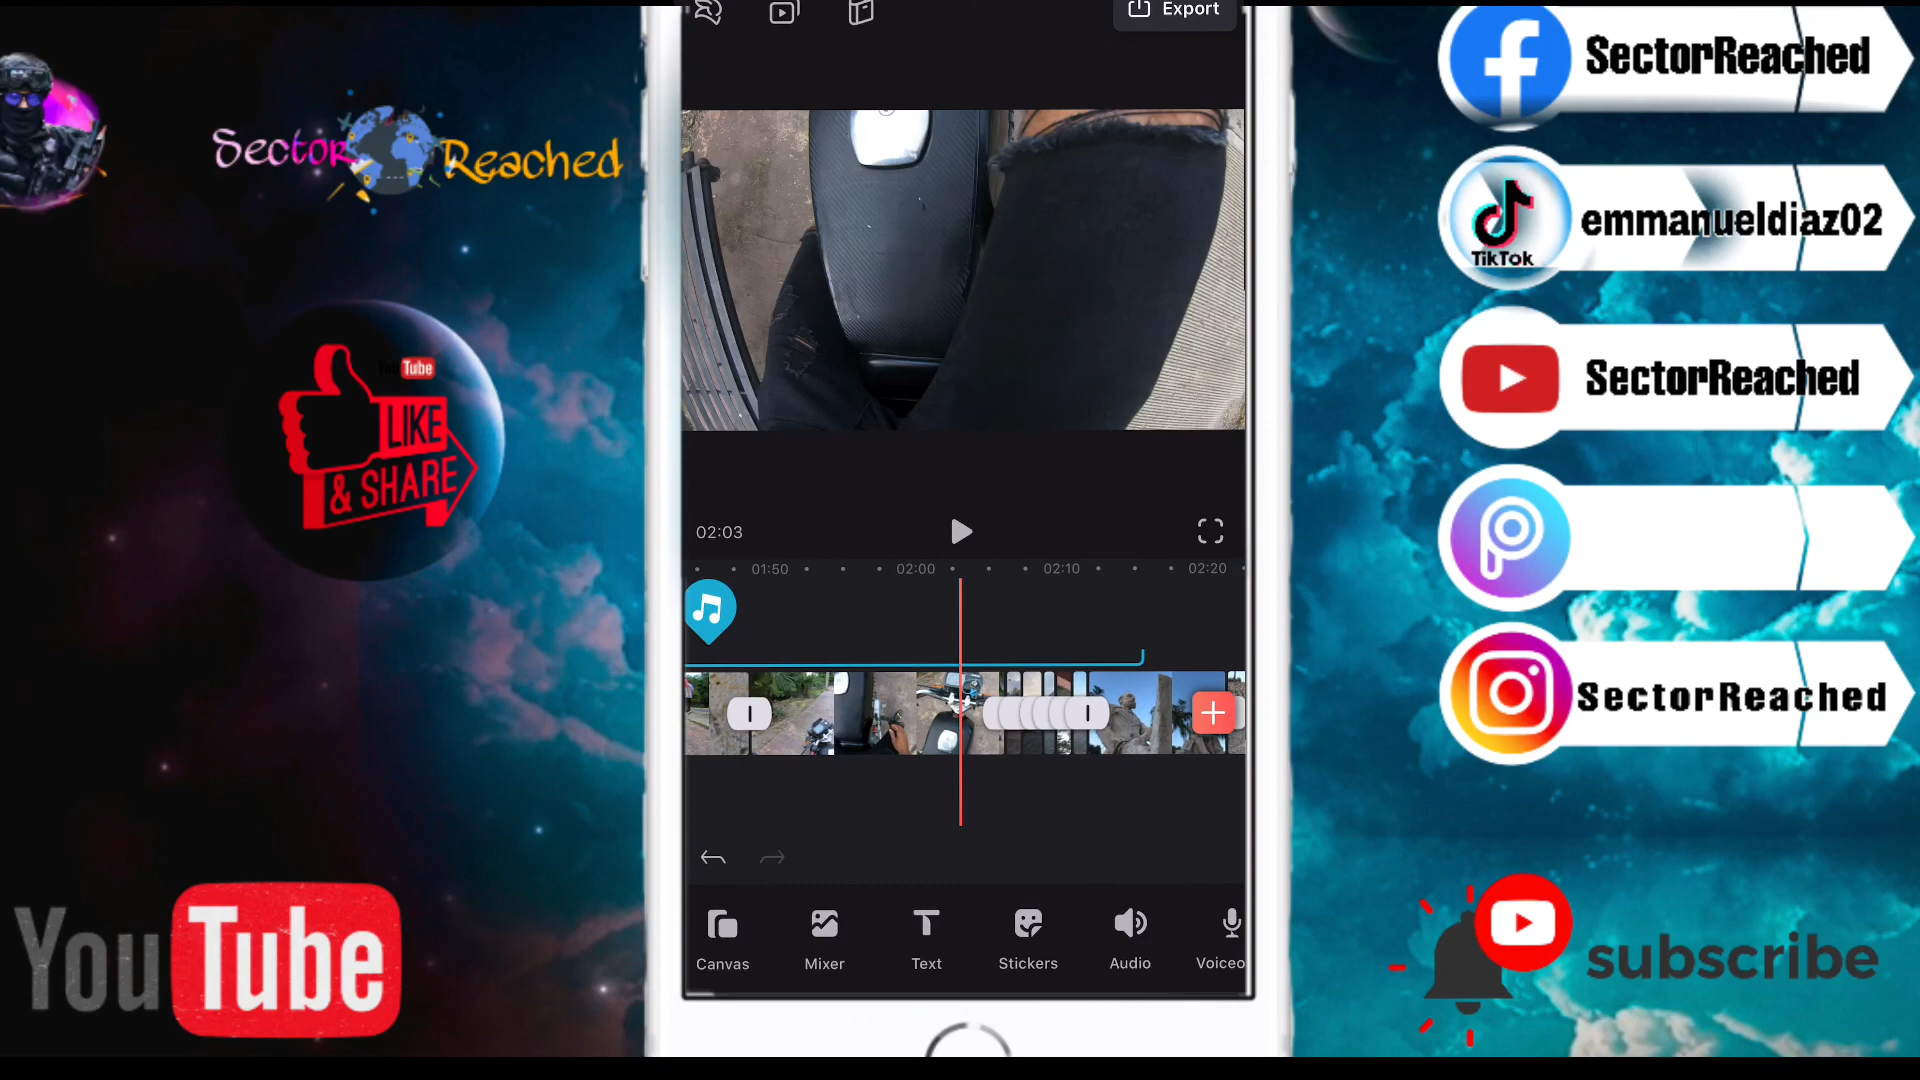 Export
SectorReached
Sector Reached
emmanueldiaz02
TikTok
YouTube
LIKE
& SHARE
SectorReached
02:03
01:50
02:00
02:10
02:20
SectorReached
Canvas
Mixer
Text
Stickers
Audio
Voiceo
YouTube
subscribe